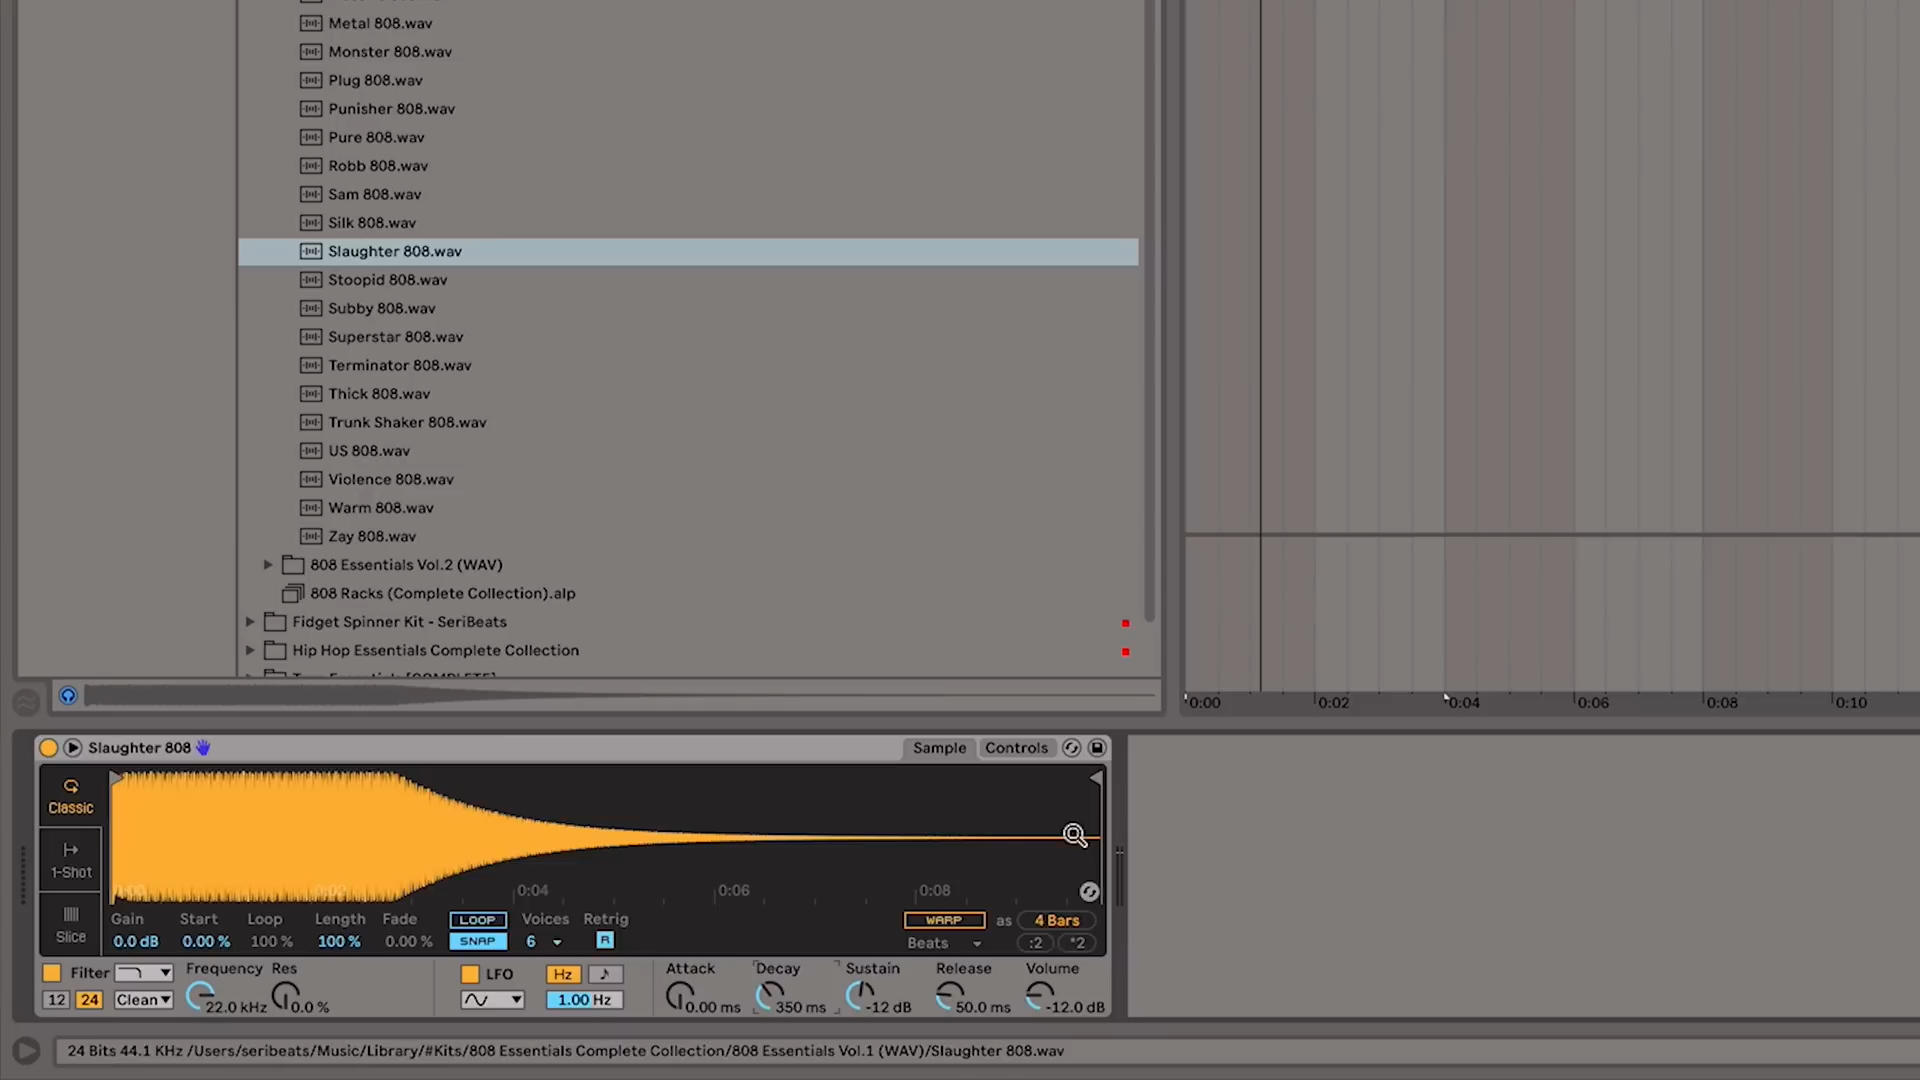 Metal 808.wav
Monster 808.wav
Plug 808.wav
Punisher 808.wav
Pure 808.wav
Robb 808.wav
Sam 808.wav
Silk 808.wav
Slaughter 808.wav
Stoopid 808.wav
Subby 808.wav
Superstar 808.wav
Terminator 808.wav
Thick 808.wav
Trunk Shaker 808.wav
US 808.wav
Violence 808.wav
Warm 808.wav
Zay 808.wav
808 Essentials Vol.2 (WAV)
808 Racks (Complete Collection).alp
Fidget Spinner Kit - SeriBeats
Hip Hop Essentials Complete Collection
0:00 0:02 0:04 0:06 0:08 0:10
Slaughter 808 Sample Controls
Classic
1-Shot
Slice
0:00 0:02 0:04 0:06 0:08
Gain Start Loop Length Fade LOOP Voices Retrig WARP as 4 Bars
0.0 dB 0.00 % 100 % 100 % 0.00 % SNAP 6 R Beats :2 *2
Filter Frequency Res LFO Hz Attack Decay Sustain Release Volume
12 24 Clean 22.0 kHz 0.0 % 1.00 Hz 0.00 ms 350 ms -12 dB 50.0 ms -12.0 dB
24 Bits 44.1 KHz /Users/seribeats/Music/Library/#Kits/808 Essentials Complete Collection/808 Essentials Vol.1 (WAV)/Slaughter 808.wav